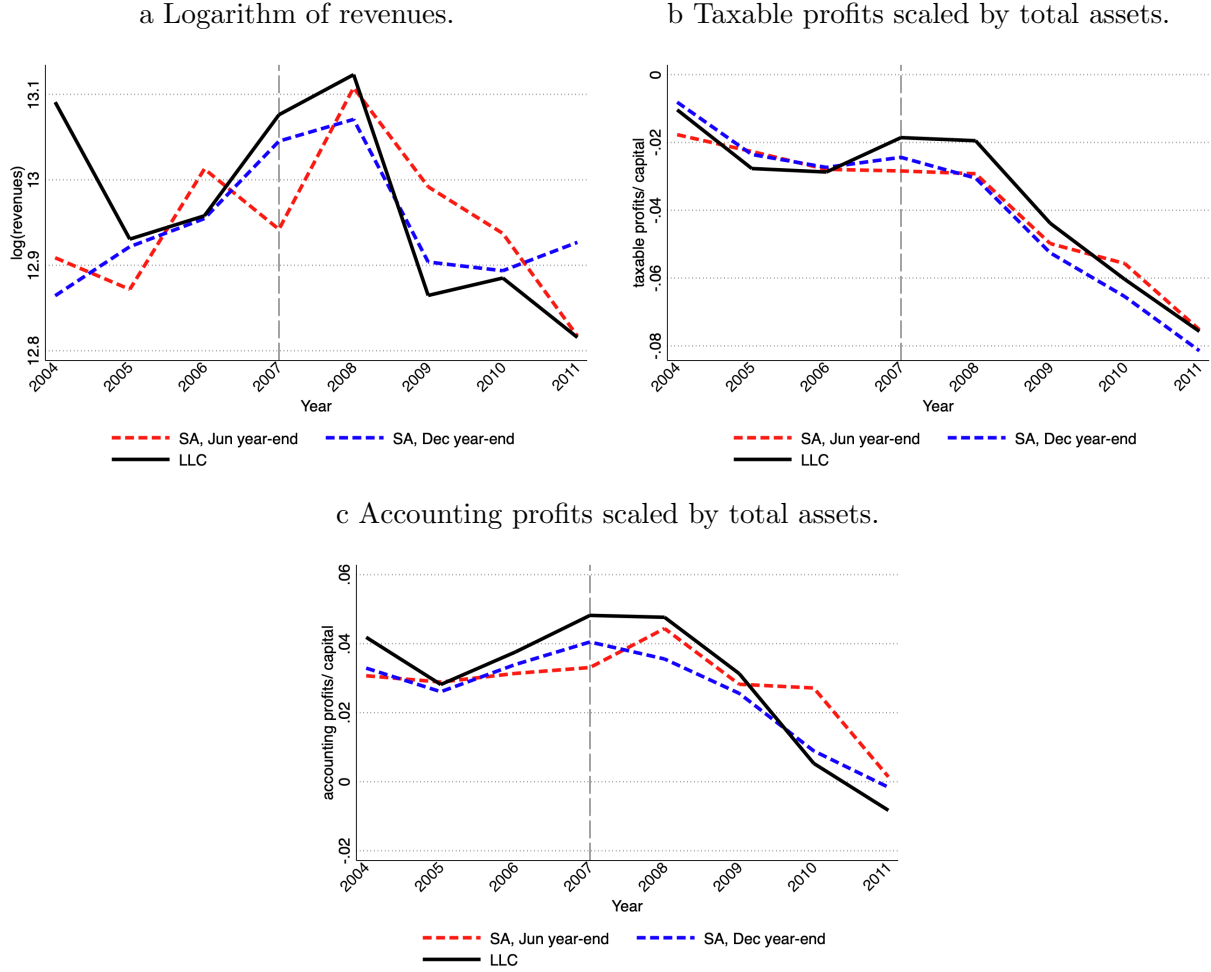 a Logarithm of revenues.
log(revenues)
13.1
13
12.9
12.8
2004 2005 2006 2007 2008 2009 2010 2011
Year
SA, Jun year-end SA, Dec year-end
LLC
b Taxable profits scaled by total assets.
taxable profits/ capital
0
-.02
-.04
-.06
-.08
2004 2005 2006 2007 2008 2009 2010 2011
Year
SA, Jun year-end SA, Dec year-end
LLC
c Accounting profits scaled by total assets.
accounting profits/ capital
.06
.04
.02
0
-.02
2004 2005 2006 2007 2008 2009 2010 2011
Year
SA, Jun year-end SA, Dec year-end
LLC